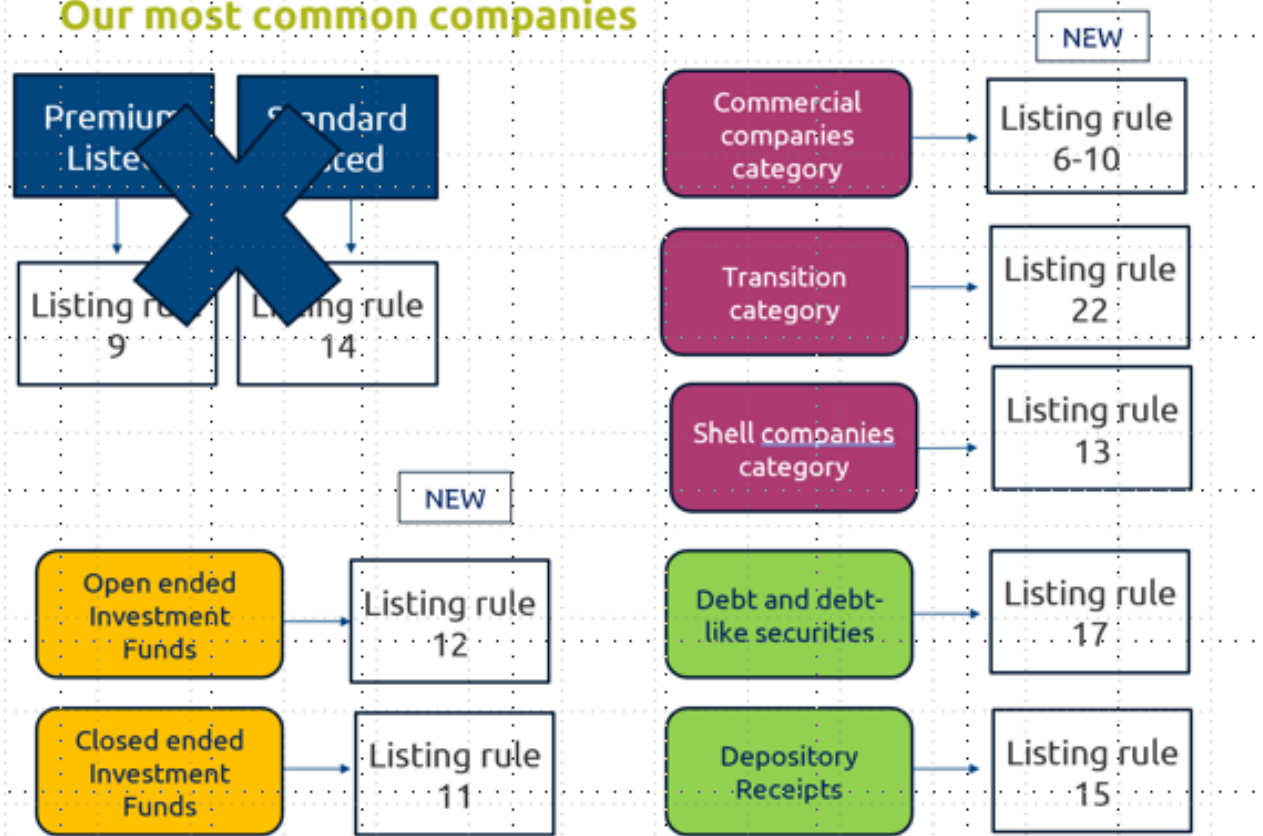 Our most common companies
Listing rule
9
rule
14
NEW
Open ended
Investment
Funds
Listing rule
12
Closed ended
Investment
Funds
Listing rule
11
NEW
Commercial
companies
category
Listing rule
6-10
Transition
category
Listing rule
22
Shell companies
category
Listing rule
13
Debt and debt-
like securities
Listing rule
17
Depository
Receipts
Listing rule
15